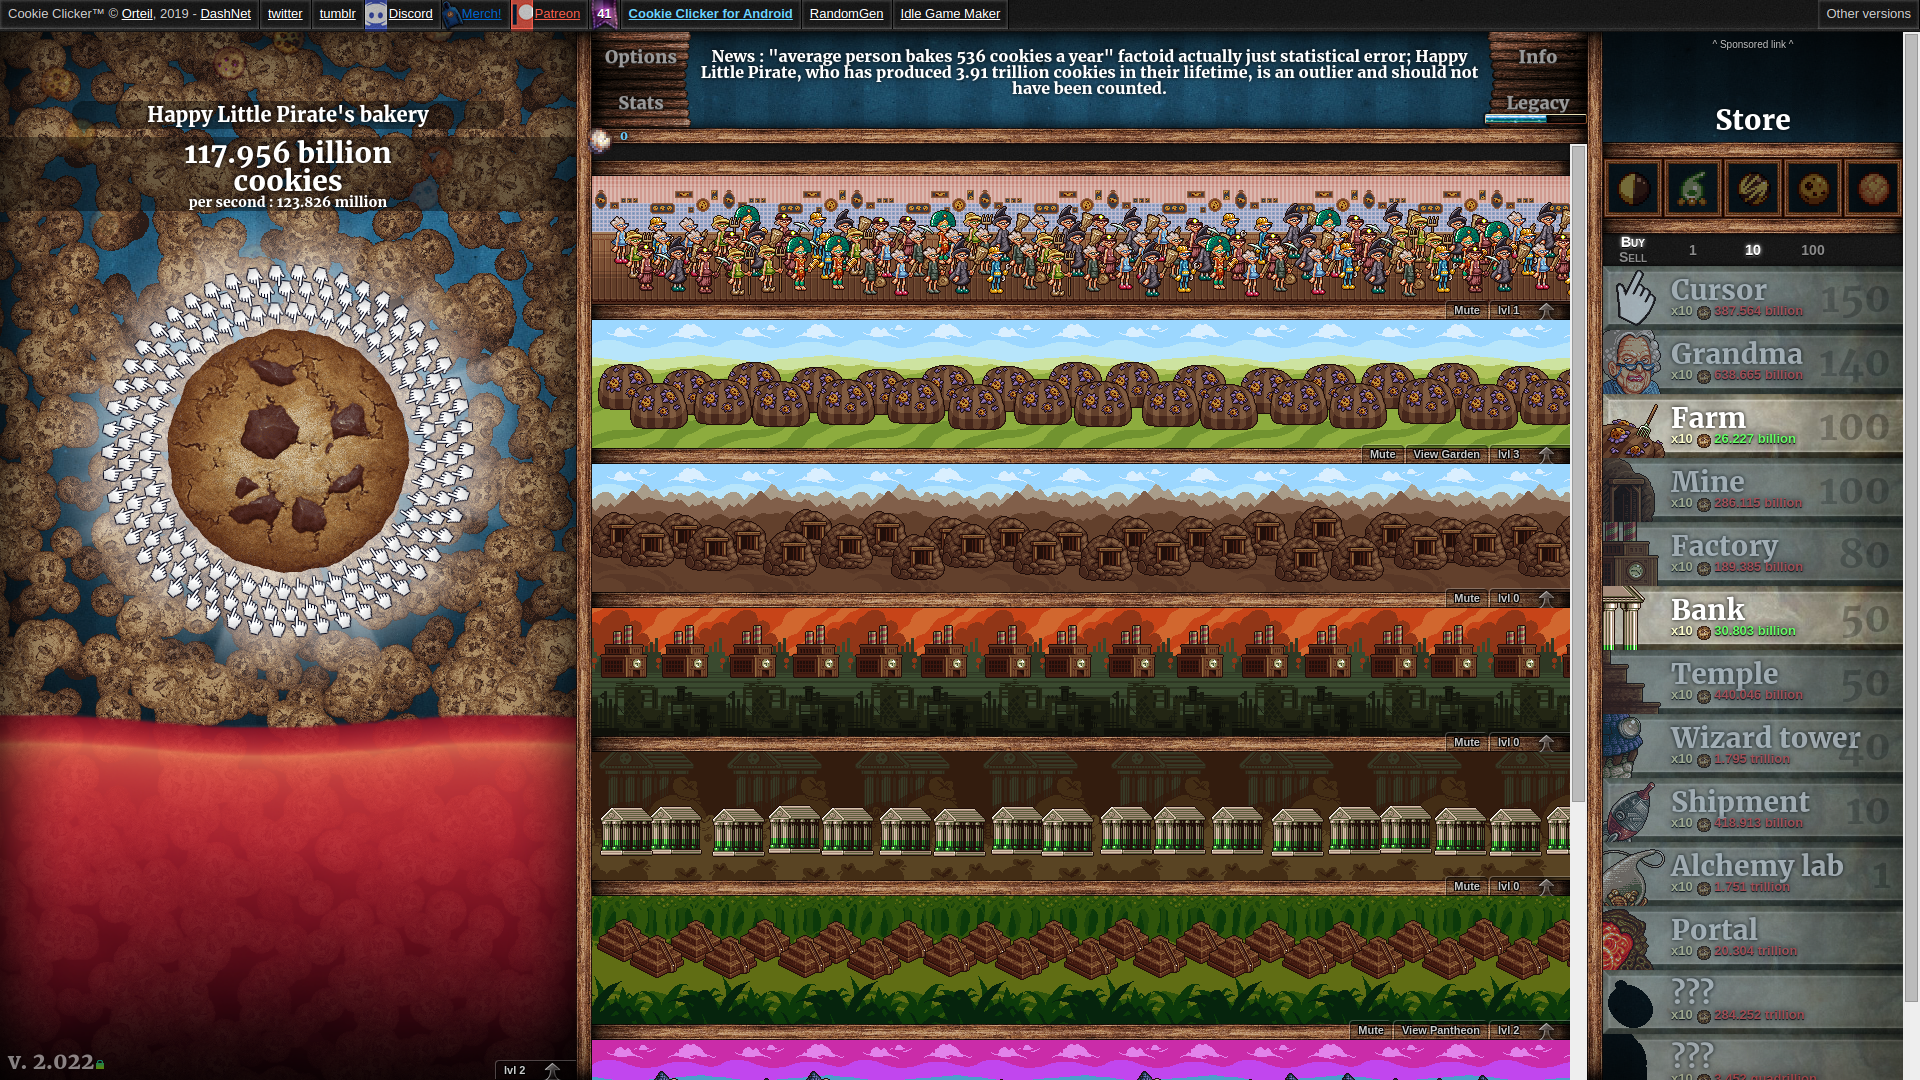 Cookie Clicker™ © Orteil, 2019 - DashNet
twitter
tumblr
Discord
Merch!
Patreon
41
Cookie Clicker for Android
RandomGen
Idle Game Maker
Other versions
Happy Little Pirate's bakery
117.956 billion
cookies
per second : 123.826 million
v. 2.022
lvl 2
Options
Stats
News : "average person bakes 536 cookies a year" factoid actually just statistical error; Happy
Little Pirate, who has produced 3.91 trillion cookies in their lifetime, is an outlier and should not
have been counted.
Info
Legacy
0
Mute
lvl 1
Mute
View Garden
lvl 3
Mute
lvl 0
Mute
lvl 0
Mute
lvl 0
Mute
View Pantheon
lvl 2
^ Sponsored link ^
Store
Buy
Sell
1
10
100
Cursor
150
x10 387.564 billion
Grandma
140
x10 638.665 billion
Farm
100
x10 26.227 billion
Mine
100
x10 286.115 billion
Factory
80
x10 189.385 billion
Bank
50
x10 30.803 billion
Temple
50
x10 440.046 billion
Wizard tower
40
x10 1.795 trillion
Shipment
10
x10 418.913 billion
Alchemy lab
1
x10 1.751 trillion
Portal
x10 20.304 trillion
???
x10 284.252 trillion
???